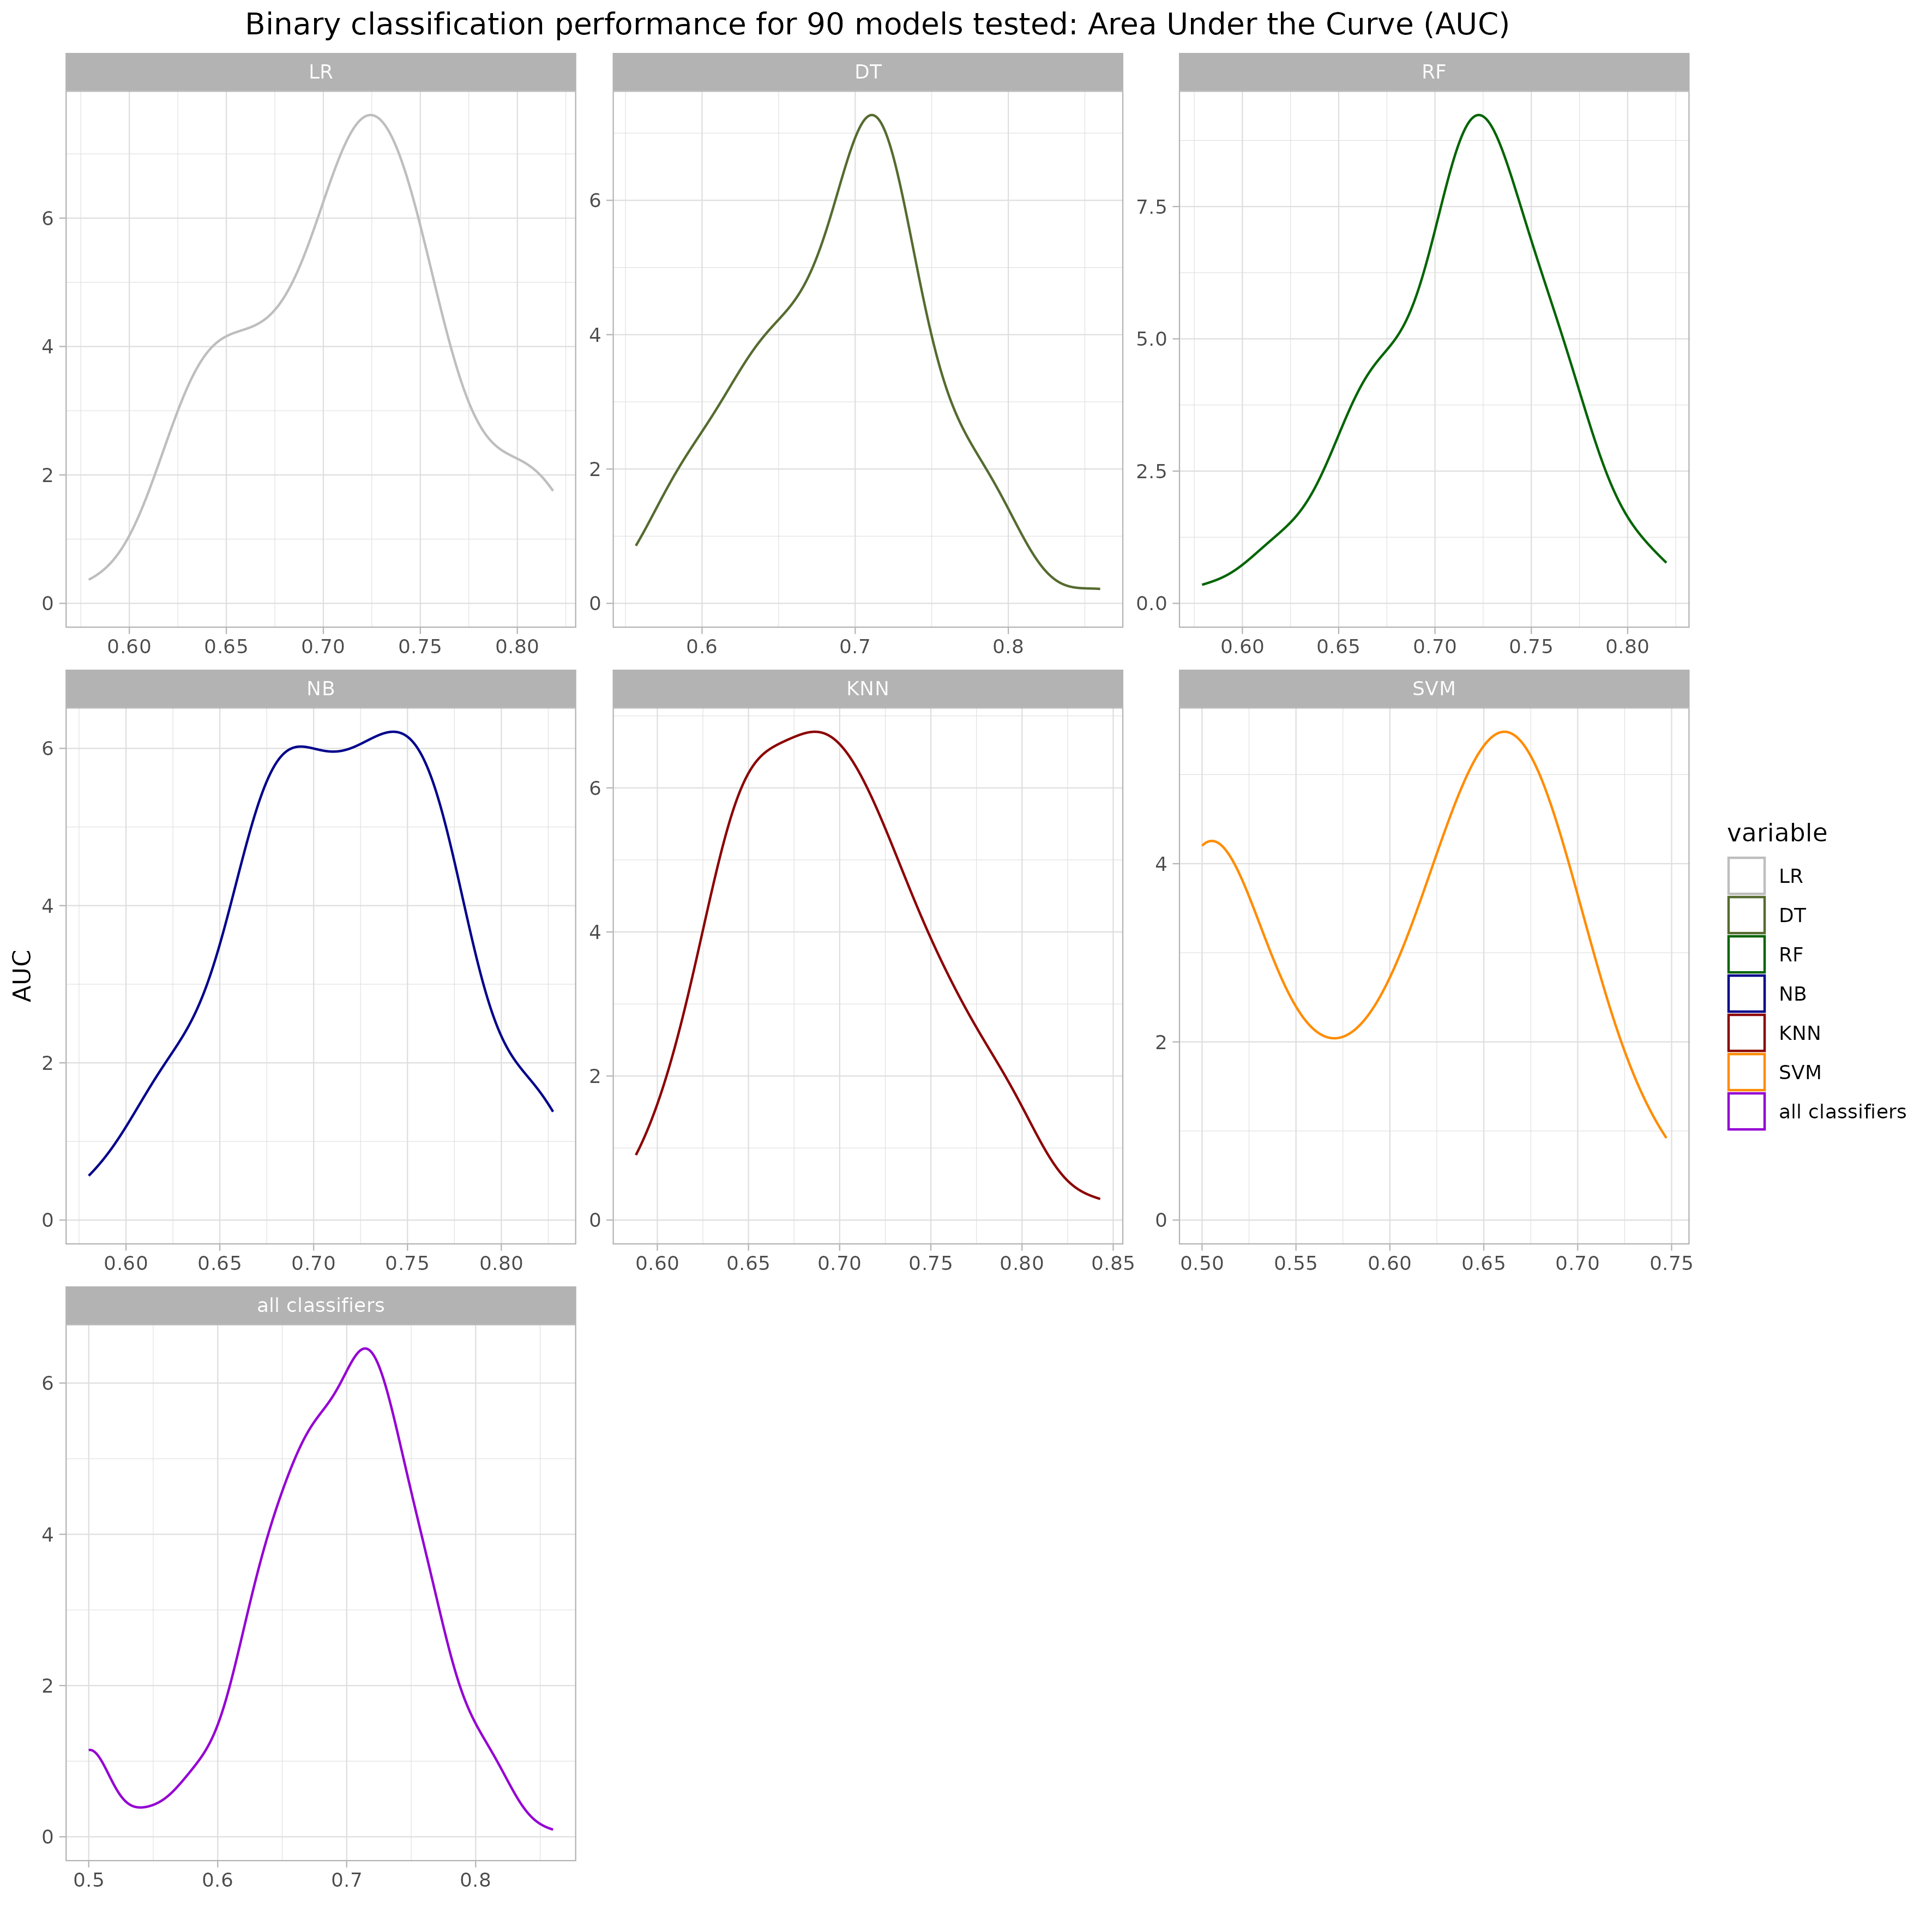 Binary classification performance for 90 models tested: Area Under the Curve (AUC)
LR
DT
RF
6
4
2
0
0.60 0.65 0.70 0.75 0.80
6
4
2
0
0.6 0.7 0.8
7.5
5.0
2.5
0.0
0.60 0.65 0.70 0.75 0.80
NB
KNN
SVM
6
4
2
0
0.60 0.65 0.70 0.75 0.80
6
4
2
0
0.60 0.65 0.70 0.75 0.80 0.85
4
2
0
0.50 0.55 0.60 0.65 0.70 0.75
all classifiers
6
4
2
0
0.5 0.6 0.7 0.8
AUC
variable
LR
DT
RF
NB
KNN
SVM
all classifiers